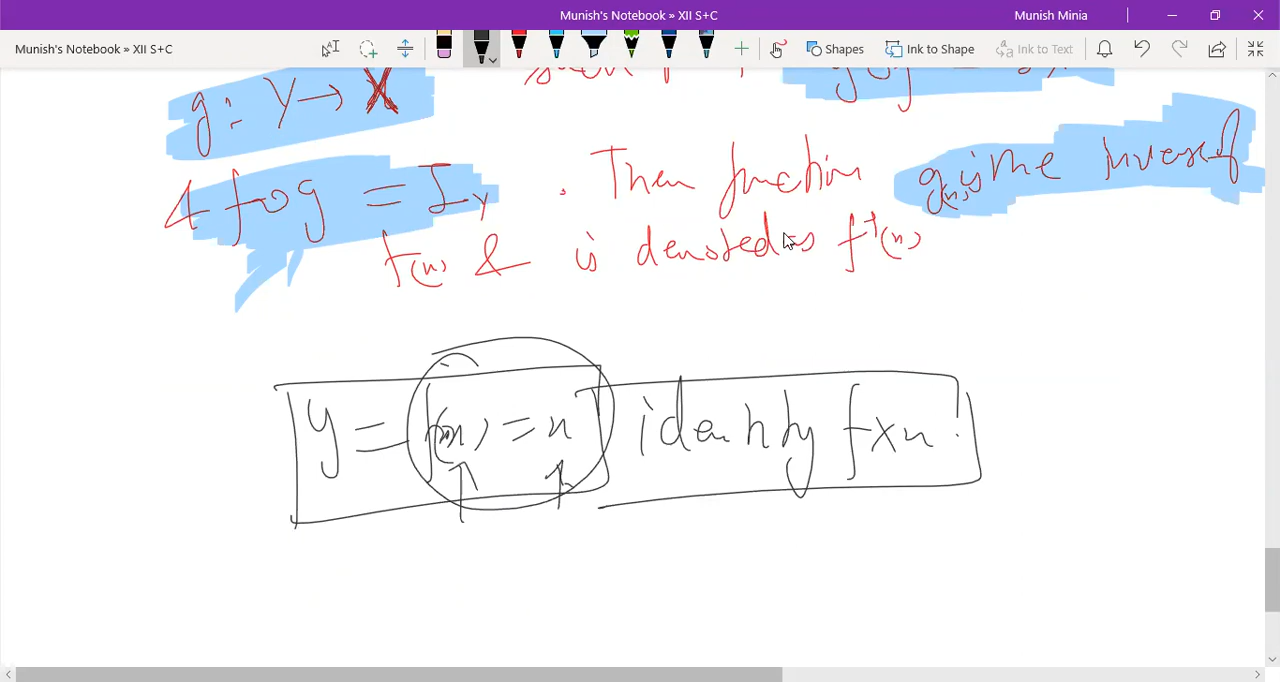 Munish's Notebook » XII S+C
Munish Minia
Munish's Notebook » XII S+C
Shapes
Ink to Shape
Ink to Text
g: Y → X
& fog = I_Y . Then function g(x) is the inverse of
f(x) & is denoted as f⁻¹(x)
y = f(x) = x identity fxn!